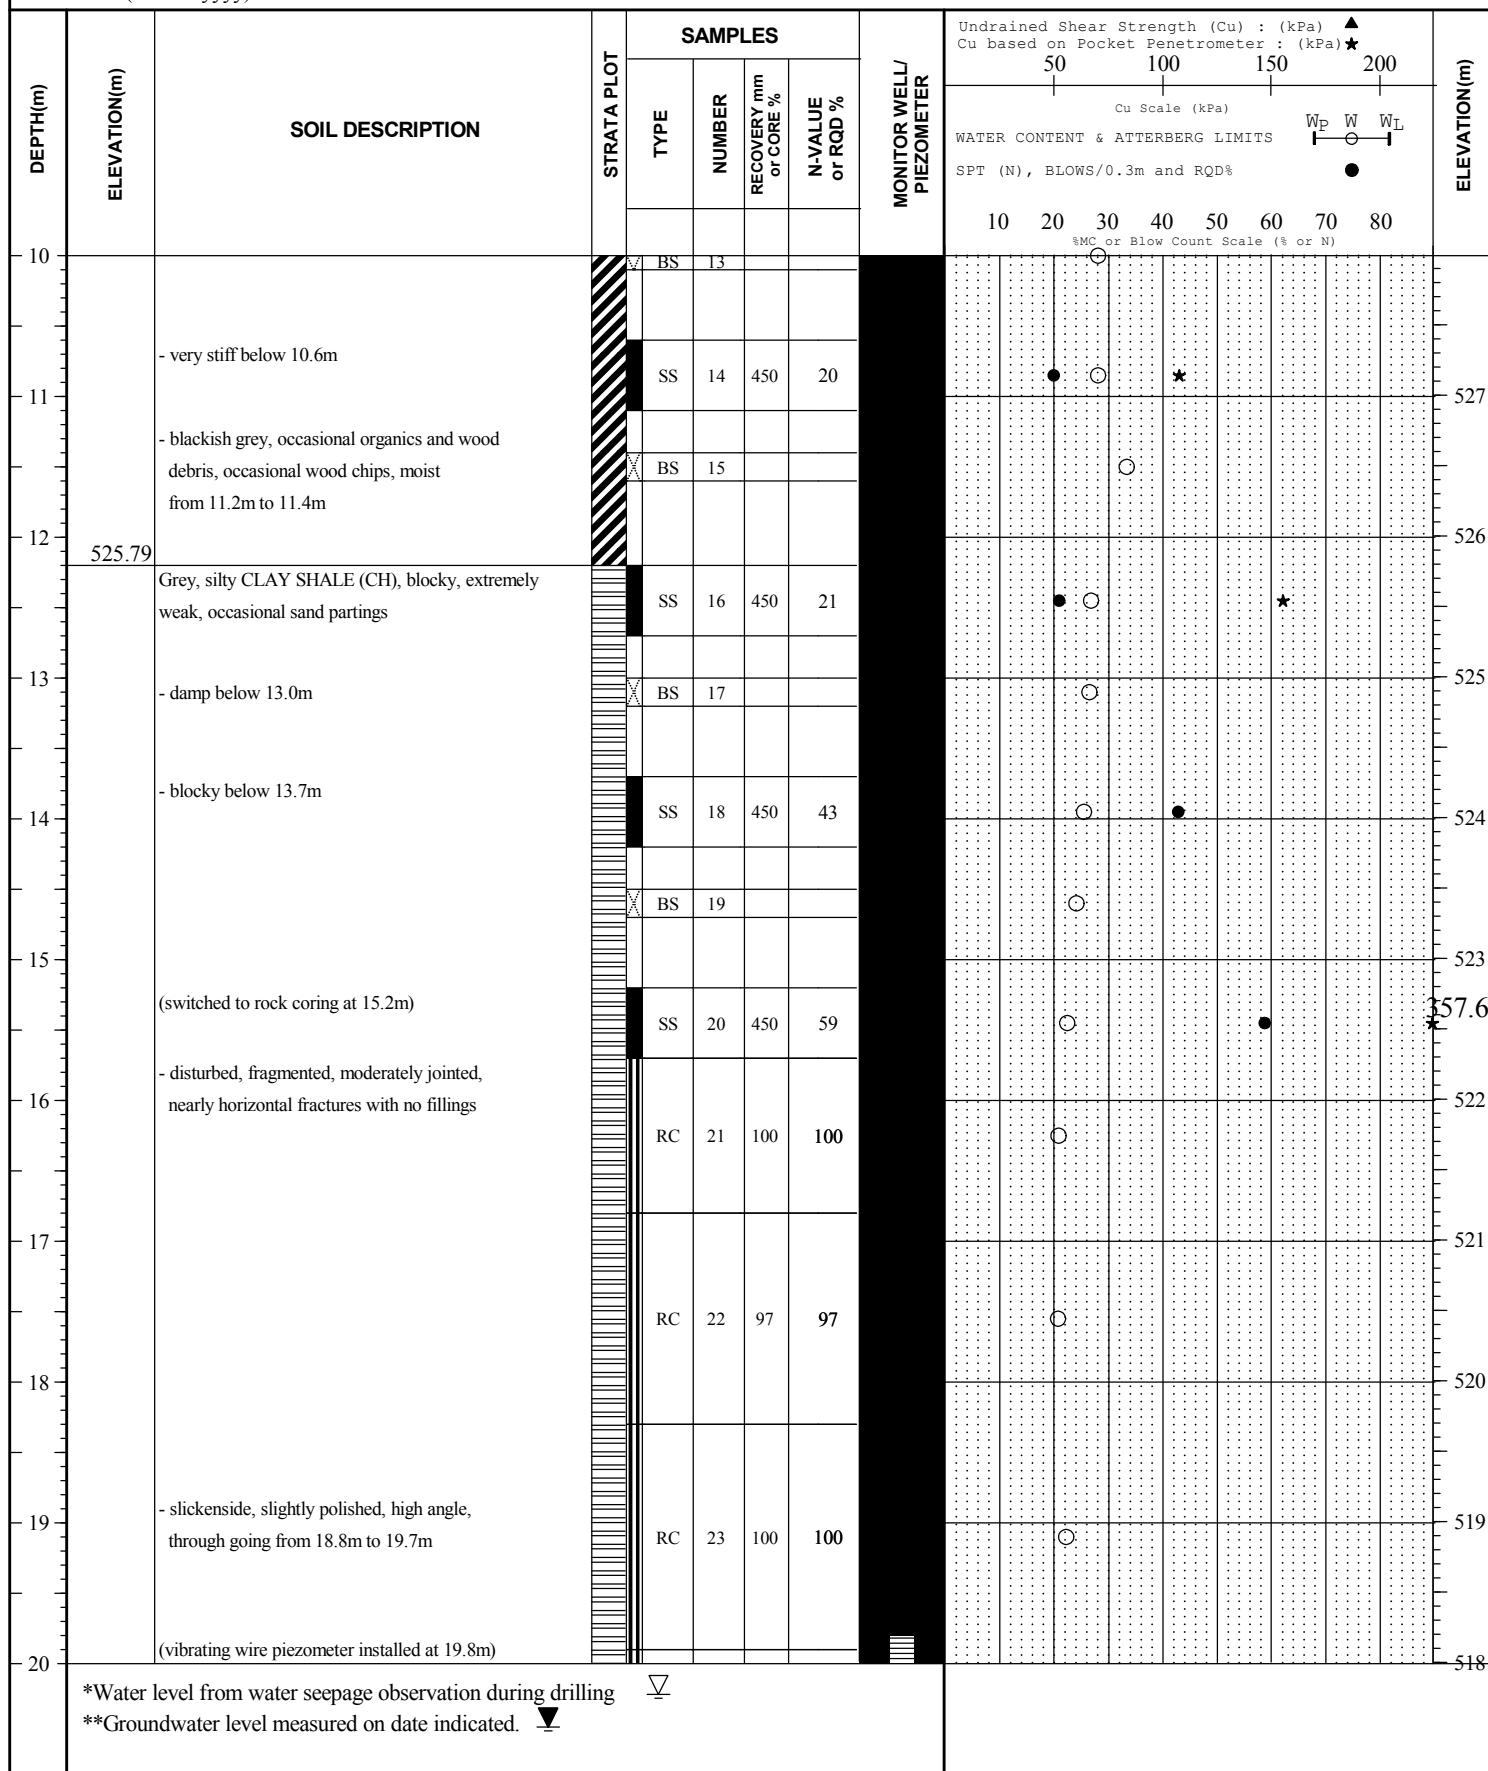 Undrained Shear Strength (Cu) : (kPa)
Cu based on Pocket Penetrometer : (kPa)
50 100 150 200
Cu Scale (kPa)
WATER CONTENT & ATTERBERG LIMITS
WP W WL
SPT (N), BLOWS/0.3m and RQD%
10 20 30 40 50 60 70 80
%MC or Blow Count Scale (% or N)
DEPTH(m)
ELEVATION(m)
SOIL DESCRIPTION
STRATA PLOT
SAMPLES
TYPE
NUMBER
RECOVERY mm
or CORE %
N-VALUE
or RQD %
MONITOR WELL/
PIEZOMETER
ELEVATION(m)
10
BS 13
- very stiff below 10.6m
SS 14 450 20
11
527
- blackish grey, occasional organics and wood
debris, occasional wood chips, moist
from 11.2m to 11.4m
BS 15
12
526
525.79
Grey, silty CLAY SHALE (CH), blocky, extremely
weak, occasional sand partings
SS 16 450 21
13
525
- damp below 13.0m
BS 17
- blocky below 13.7m
SS 18 450 43
14
524
BS 19
15
523
(switched to rock coring at 15.2m)
357.6
SS 20 450 59
- disturbed, fragmented, moderately jointed,
nearly horizontal fractures with no fillings
16
522
RC 21 100 100
17
521
RC 22 97 97
18
520
- slickenside, slightly polished, high angle,
through going from 18.8m to 19.7m
19
519
RC 23 100 100
(vibrating wire piezometer installed at 19.8m)
20
518
*Water level from water seepage observation during drilling
**Groundwater level measured on date indicated.